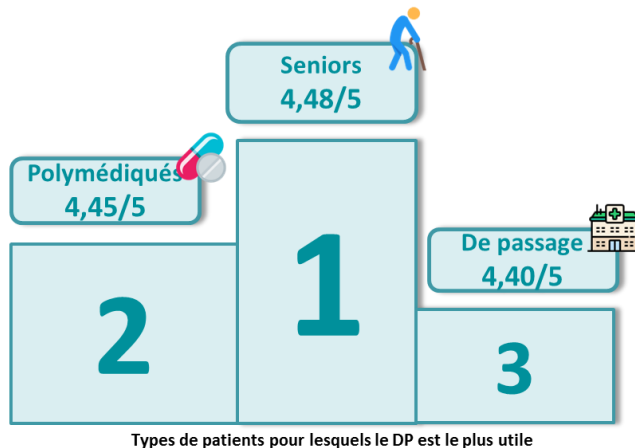 Seniors
4,48/5
Polymédiqués
4,45/5
De passage
4,40/5
2
1
3
Types de patients pour lesquels le DP est le plus utile